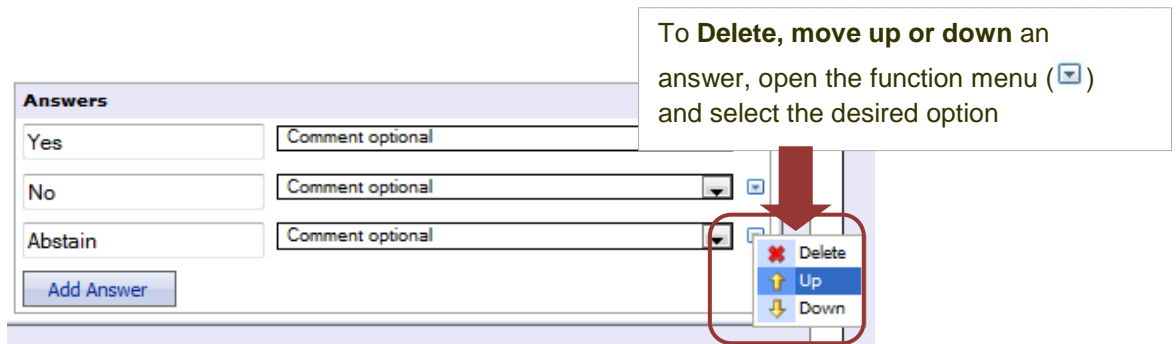 To Delete, move up or down an
answer, open the function menu ( )
and select the desired option
Answers
Yes
Comment optional
No
Comment optional
Abstain
Comment optional
Add Answer
Delete
Up
Down